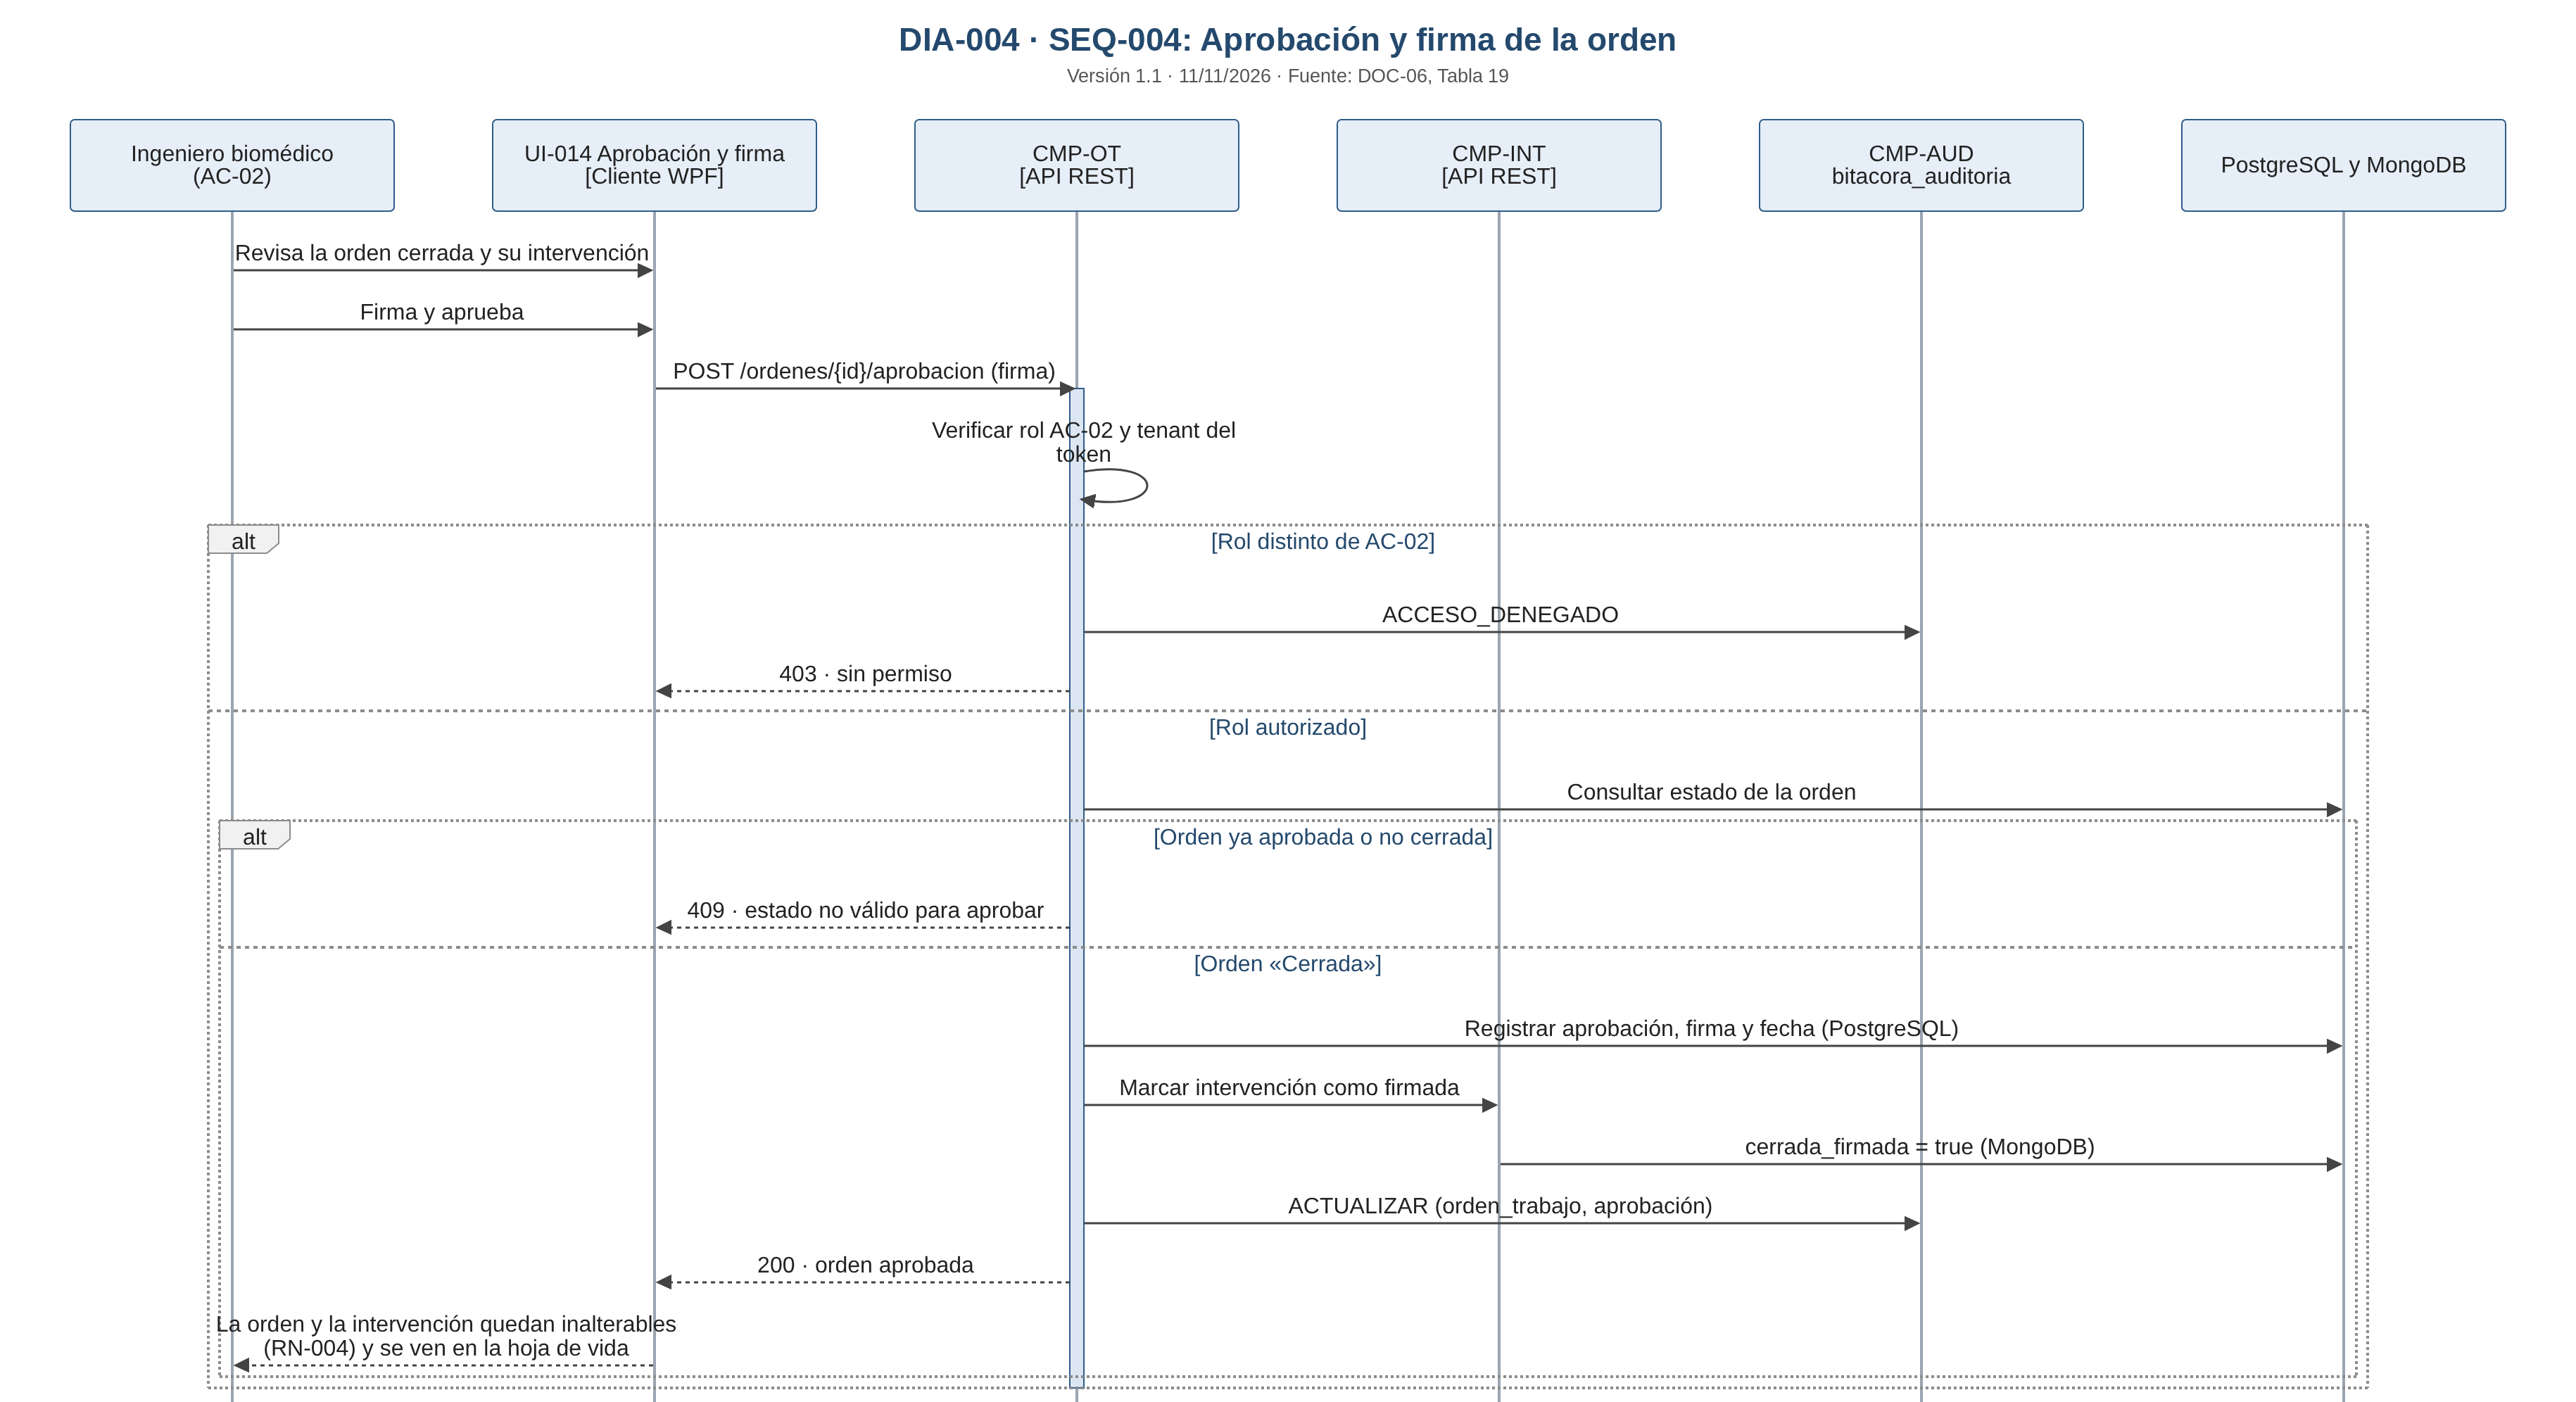 DIA-004 · SEQ-004: Aprobación y firma de la orden
Versión 1.1 · 11/11/2026 · Fuente: DOC-06, Tabla 19
Ingeniero biomédico
(AC-02)
UI-014 Aprobación y firma
[Cliente WPF]
CMP-OT
[API REST]
CMP-INT
[API REST]
CMP-AUD
bitacora_auditoria
PostgreSQL y MongoDB
Revisa la orden cerrada y su intervención
Firma y aprueba
POST /ordenes/{id}/aprobacion (firma)
Verificar rol AC-02 y tenant del
token
alt
[Rol distinto de AC-02]
ACCESO_DENEGADO
403 · sin permiso
[Rol autorizado]
Consultar estado de la orden
alt
[Orden ya aprobada o no cerrada]
409 · estado no válido para aprobar
[Orden «Cerrada»]
Registrar aprobación, firma y fecha (PostgreSQL)
Marcar intervención como firmada
cerrada_firmada = true (MongoDB)
ACTUALIZAR (orden_trabajo, aprobación)
200 · orden aprobada
La orden y la intervención quedan inalterables
(RN-004) y se ven en la hoja de vida